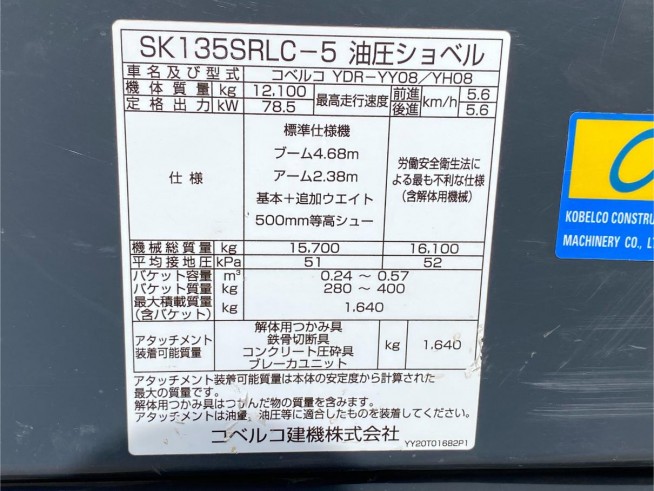 SK135SRLC-5 油圧ショベル
車名及び型式 コベルコ YDR-YY08/YH08
機体質量 kg 12,100 最高走行速度 前進 km/h 5.6
定格出力 kW 78.5 後進 5.6
仕様
標準仕様機
ブーム4.68m
アーム2.38m
基本+追加ウエイト
500mm等高シュー
労働安全衛生法に
よる最も不利な仕様
(含解体用機械)
機械総質量 kg 15,700 16,100
平均接地圧 kPa 51 52
バケット容量 m³ 0.24 ~ 0.57
バケット質量 kg 280 ~ 400
最大積載質量
(含バケット) kg 1,640
アタッチメント
装着可能質量
解体用つかみ具
鉄骨切断具
コンクリート圧砕具
ブレーカユニット
kg 1,640
アタッチメント装着可能質量は本体の安定度から計算された
最大の質量です。
解体用つかみ具はつかんだ物の質量を含みます。
アタッチメントは油量、油圧等に適合したものを装着してください。
コベルコ建機株式会社
YY20T01682P1
KOBELCO CONSTRU
MACHINERY CO., L